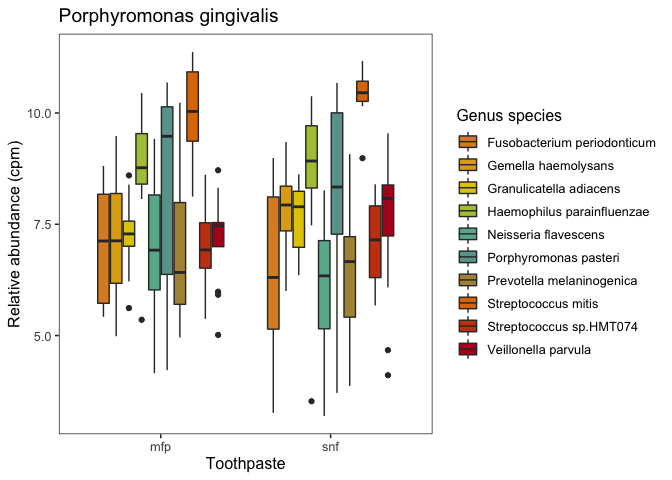 Porphyromonas gingivalis
Relative abundance (cpm)
10.0
7.5
5.0
mfp
snf
Toothpaste
Genus species
Fusobacterium periodonticum
Gemella haemolysans
Granulicatella adiacens
Haemophilus parainfluenzae
Neisseria flavescens
Porphyromonas pasteri
Prevotella melaninogenica
Streptococcus mitis
Streptococcus sp.HMT074
Veillonella parvula